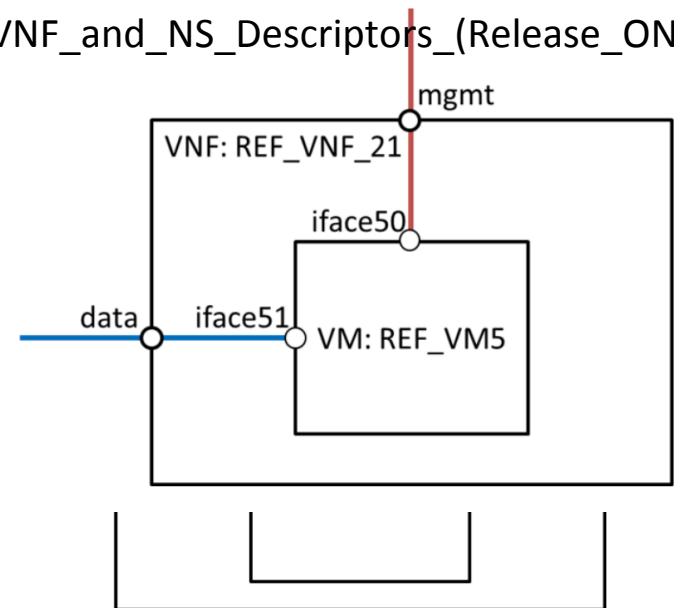 VNF_and_NS_Descriptors_(Release_ON
mgmt
VNF: REF_VNF_21
iface50
data
iface51
VM: REF_VM5